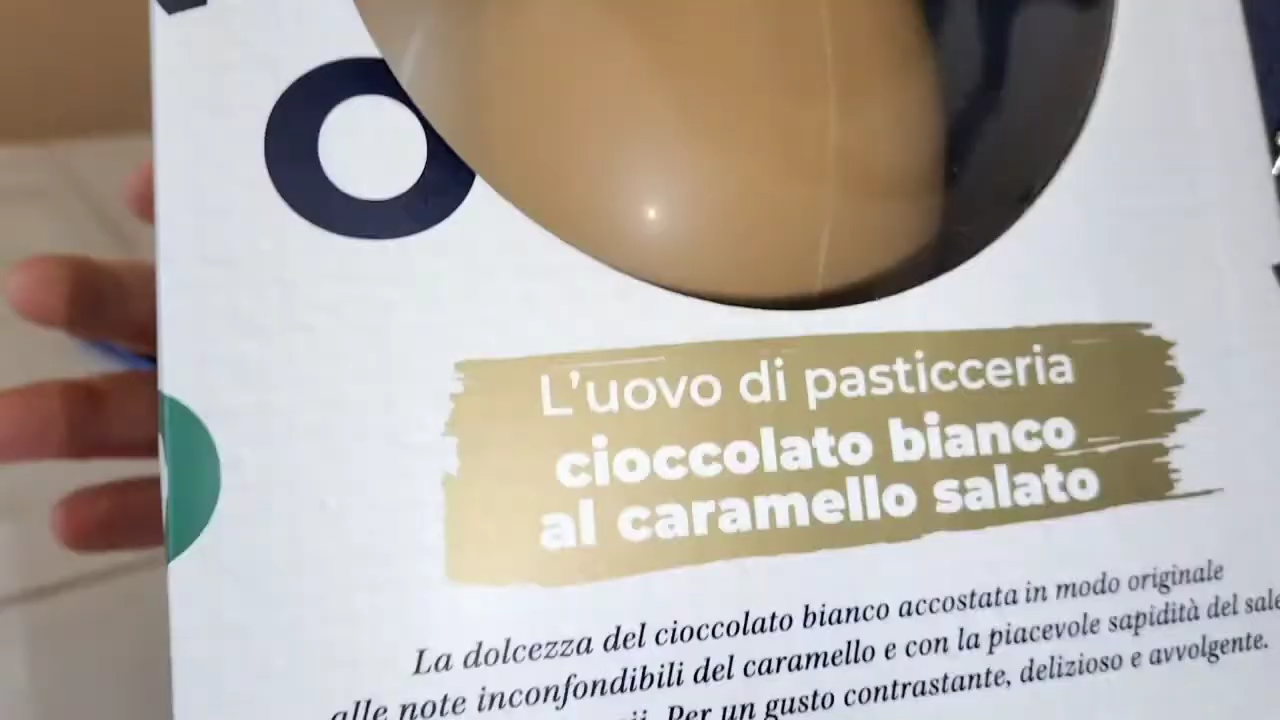 O
L'uovo di pasticceria
cioccolato bianco
al caramello salato
La dolcezza del cioccolato bianco accostata in modo originale
alle note inconfondibili del caramello e con la piacevole sapidità del sale
Per un gusto contrastante, delizioso e avvolgente.